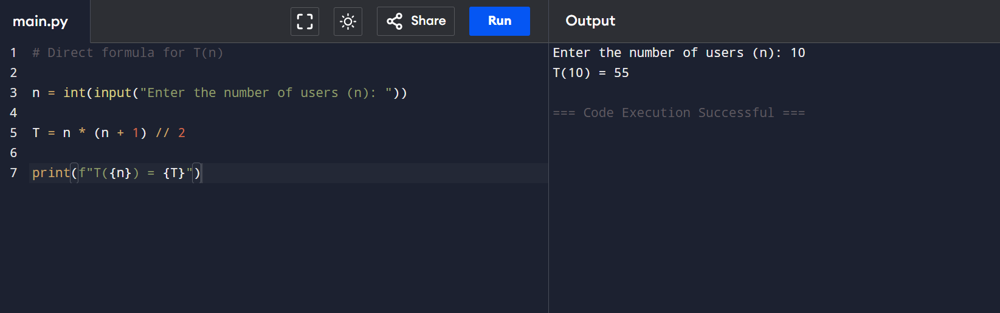 main.py
Share
Run
Output
1 # Direct formula for T(n)
2
3 n = int(input("Enter the number of users (n): "))
4
5 T = n * (n + 1) // 2
6
7 print(f"T({n}) = {T}")
Enter the number of users (n): 10
T(10) = 55
=== Code Execution Successful ===